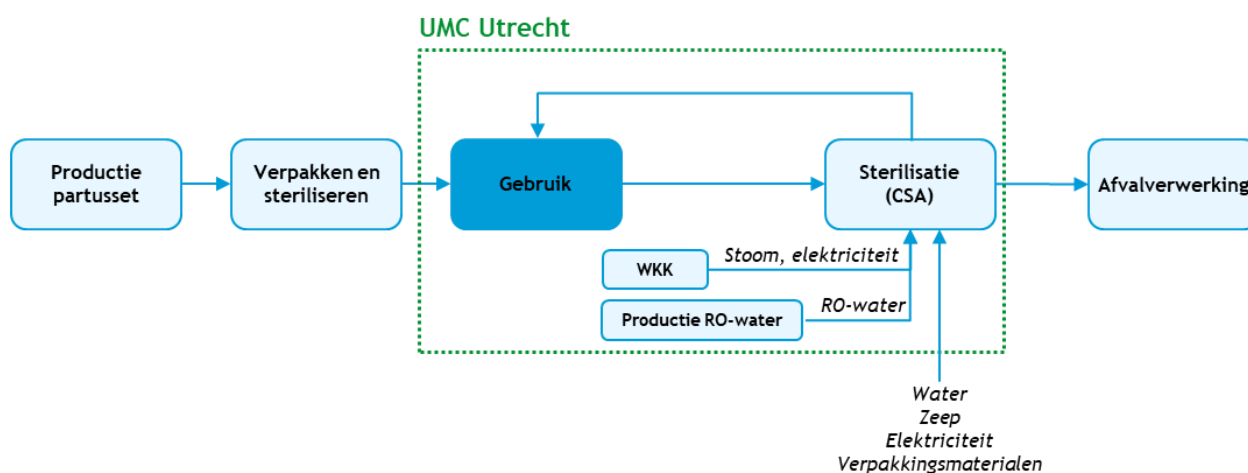 UMC Utrecht
Productie
partusset
Verpakken en
steriliseren
Gebruik
Sterilisatie
(CSA)
Afvalverwerking
WKK
Stoom, elektriciteit
Productie RO-water
RO-water
Water
Zeep
Elektriciteit
Verpakkingsmaterialen